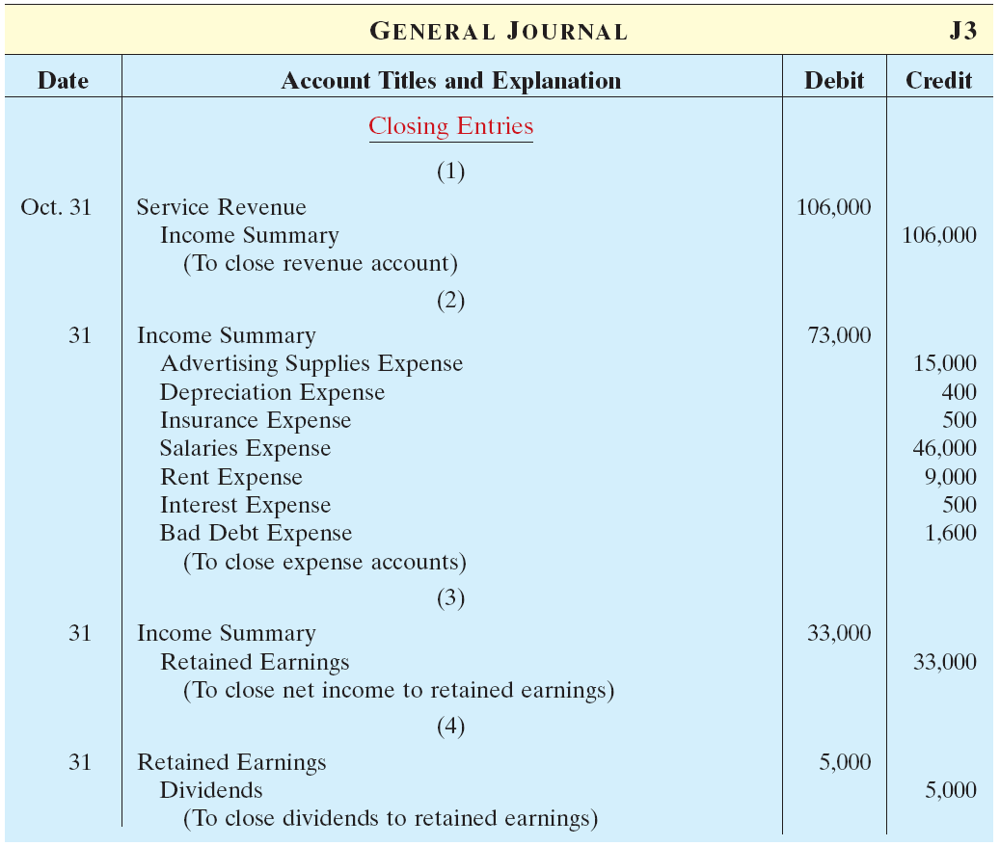 GENERAL JOURNAL J3
Date Account Titles and Explanation Debit Credit
Closing Entries
(1)
Oct. 31 Service Revenue 106,000
Income Summary 106,000
(To close revenue account)
(2)
31 Income Summary 73,000
Advertising Supplies Expense 15,000
Depreciation Expense 400
Insurance Expense 500
Salaries Expense 46,000
Rent Expense 9,000
Interest Expense 500
Bad Debt Expense 1,600
(To close expense accounts)
(3)
31 Income Summary 33,000
Retained Earnings 33,000
(To close net income to retained earnings)
(4)
31 Retained Earnings 5,000
Dividends 5,000
(To close dividends to retained earnings)